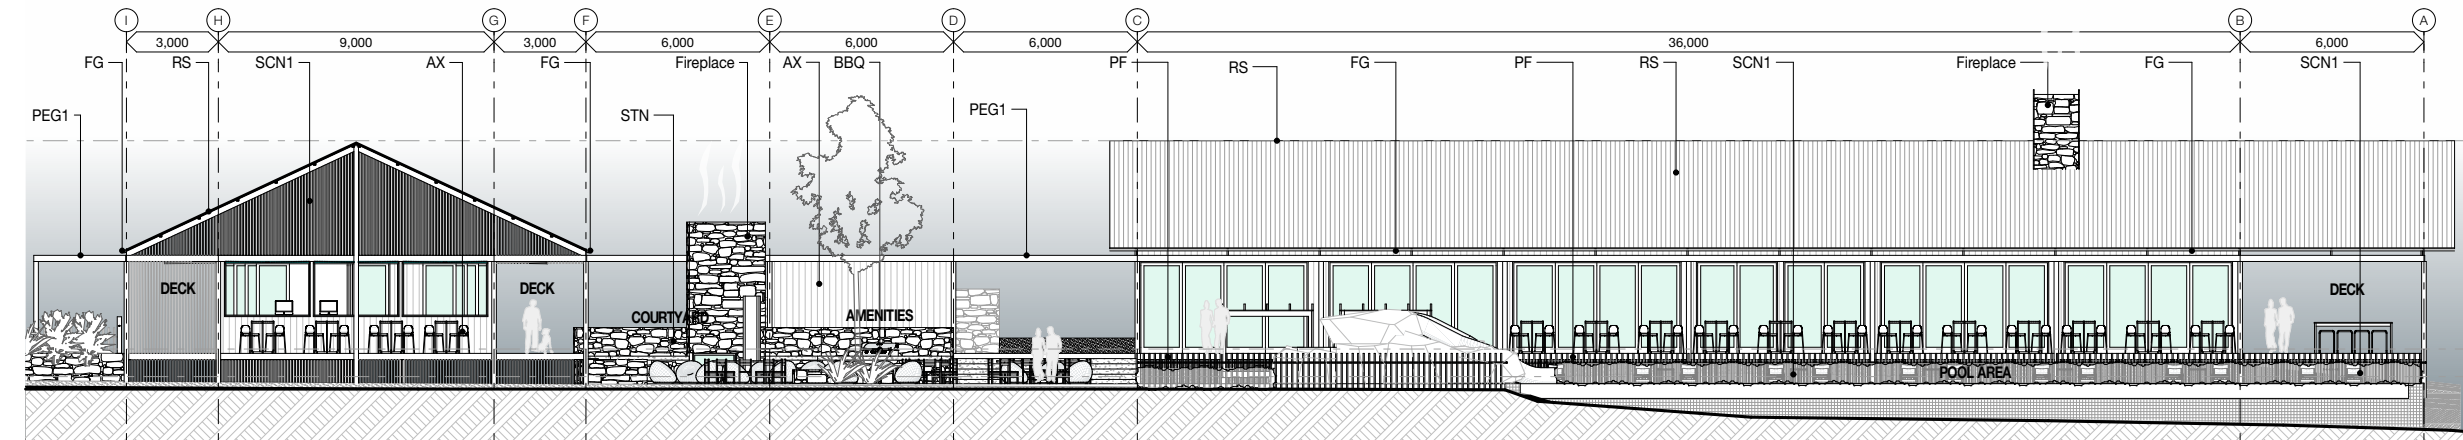 I H G F E D C B A
3,000 9,000 3,000 6,000 6,000 6,000 36,000 6,000
FG RS SCN1 AX FG Fireplace AX BBQ PF RS FG PF RS SCN1 Fireplace FG SCN1
PEG1 STN PEG1
DECK DECK DECK
COURTYARD AMENITIES
POOL AREA